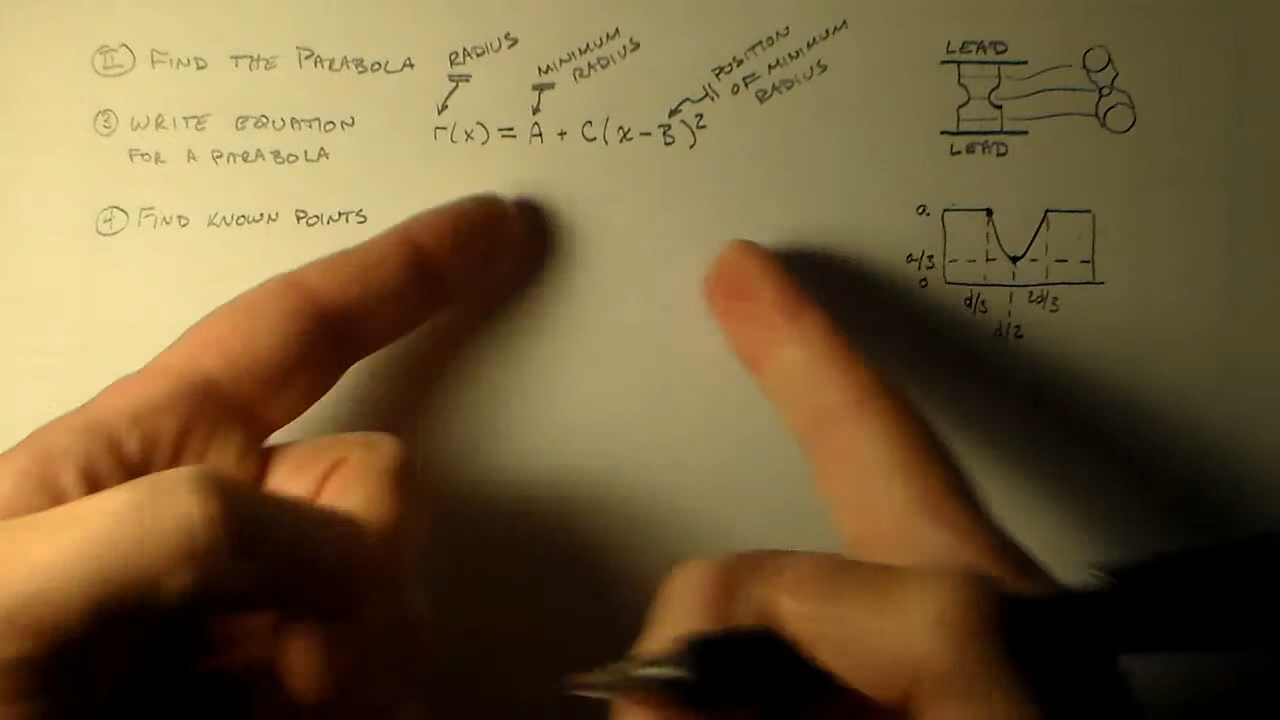 II FIND THE PARABOLA
RADIUS
MINIMUM
RADIUS
POSITION
OF MINIMUM
RADIUS
3 WRITE EQUATION
FOR A PARABOLA
r(x) = A + C(x-B)²
4 FIND KNOWN POINTS
LEAD
LEAD
a
a/3
0
d/3
2d/3
d/2